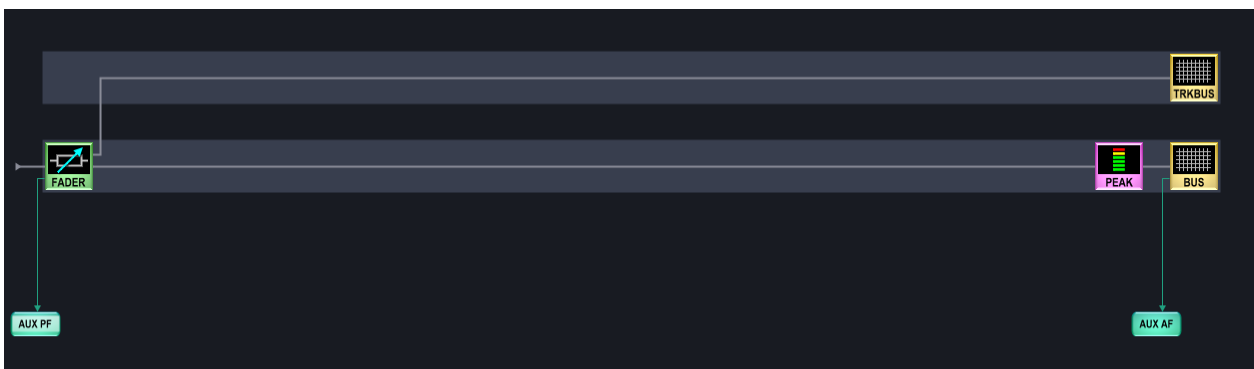 TRKBUS
FADER
PEAK
BUS
AUX PF
AUX AF